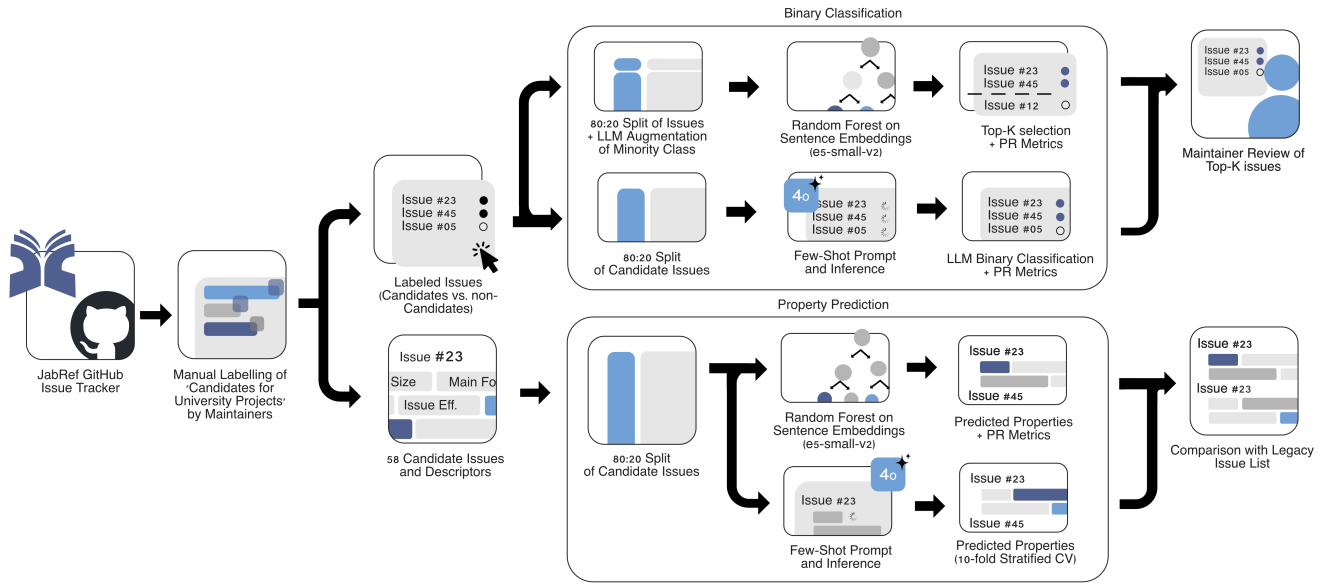 JabRef GitHub
Issue Tracker
Manual Labelling of
'Candidates for
University Projects'
by Maintainers
Issue #23
Issue #45
Issue #05
Labeled Issues
(Candidates vs. non-
Candidates)
Issue #23
Size
Main Fo
Issue Eff.
58 Candidate Issues
and Descriptors
Binary Classification
80:20 Split of Issues
+ LLM Augmentation
of Minority Class
Random Forest on
Sentence Embeddings
(e5-small-v2)
Issue #23
Issue #45
Issue #12
Top-K selection
+ PR Metrics
80:20 Split
of Candidate Issues
4o
Issue #23
Issue #45
Issue #05
Few-Shot Prompt
and Inference
Issue #23
Issue #45
Issue #05
LLM Binary Classification
+ PR Metrics
Issue #23
Issue #45
Issue #05
Maintainer Review of
Top-K issues
Property Prediction
80:20 Split
of Candidate Issues
Random Forest on
Sentence Embeddings
(e5-small-v2)
Issue #23
Issue #45
Predicted Properties
+ PR Metrics
4o
Issue #23
Few-Shot Prompt
and Inference
Issue #23
Issue #45
Predicted Properties
(10-fold Stratified CV)
Issue #23
Issue #23
Comparison with Legacy
Issue List